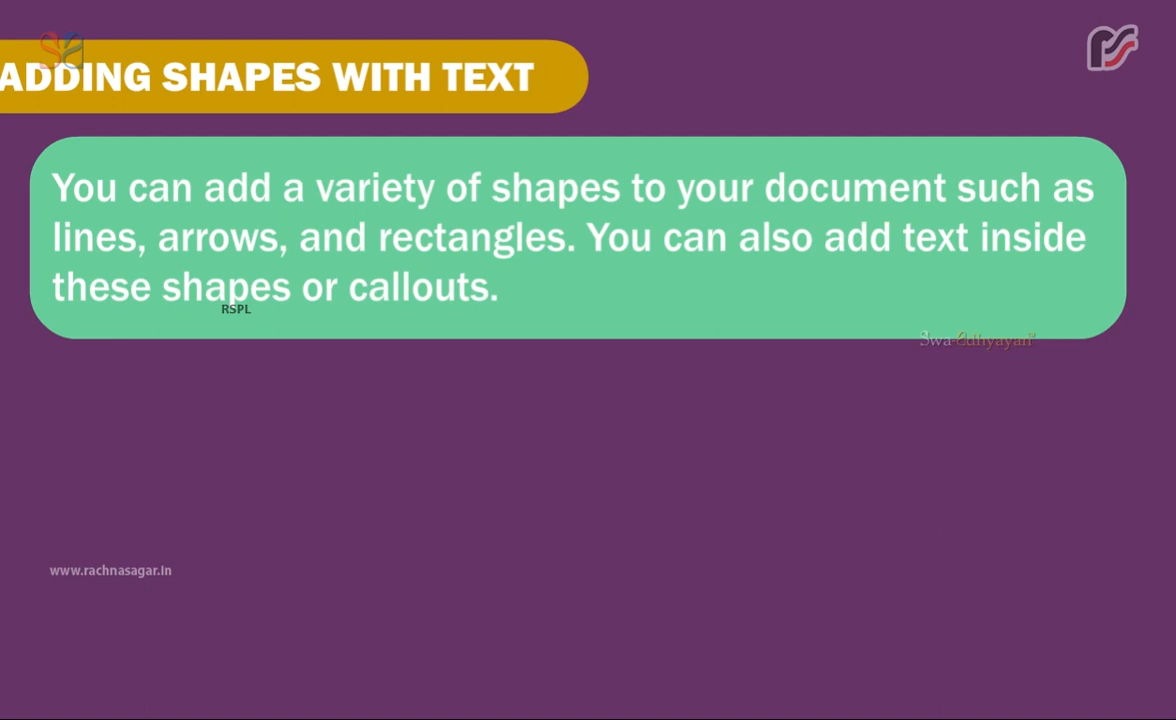 ADDING SHAPES WITH TEXT
You can add a variety of shapes to your document such as
lines, arrows, and rectangles. You can also add text inside
these shapes or callouts.
RSPL
Swa-Adhyayan
www.rachnasagar.in